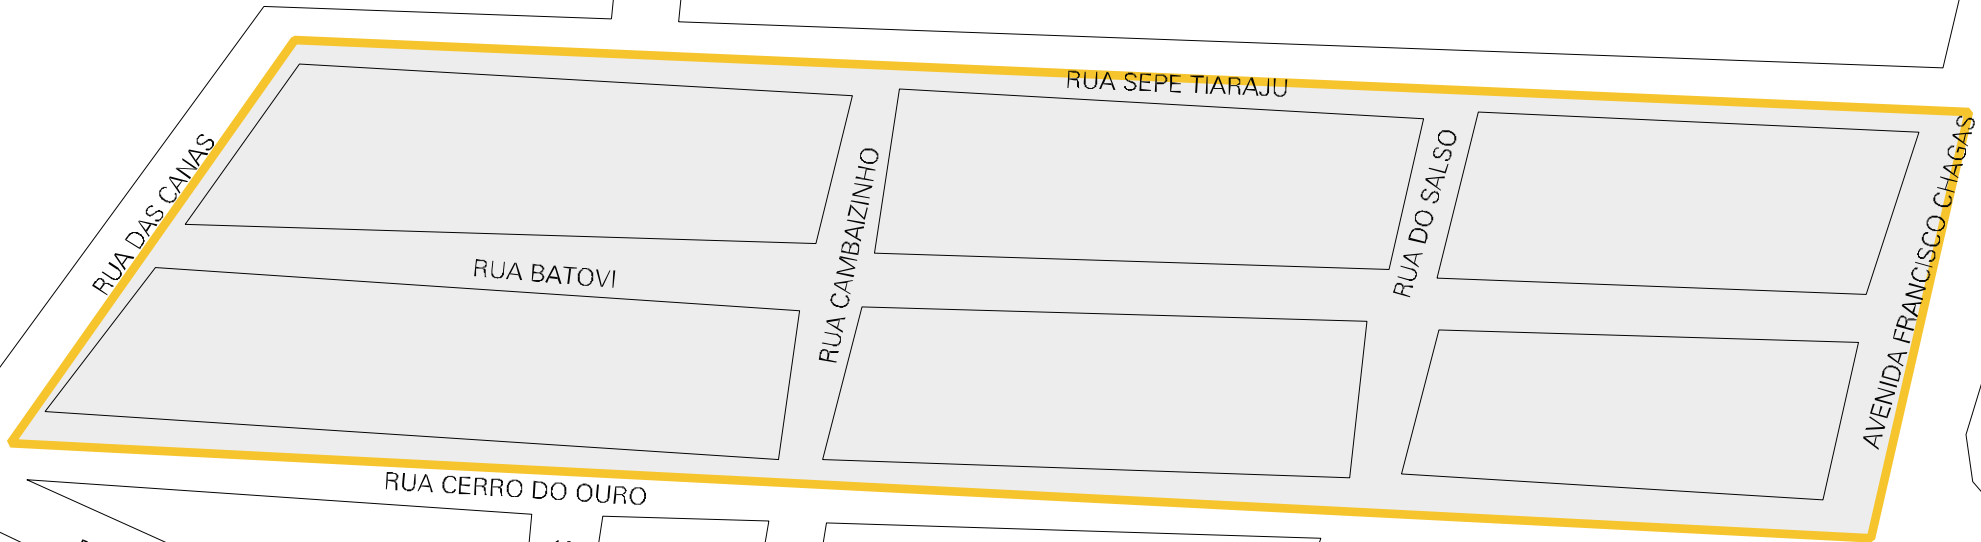 RUA SEPE TIARAJU
RUA DAS CANAS
RUA CAMBAIZINHO
RUA DO SALSO
AVENIDA FRANCISCO CHAGAS
RUA BATOVI
RUA CERRO DO OURO